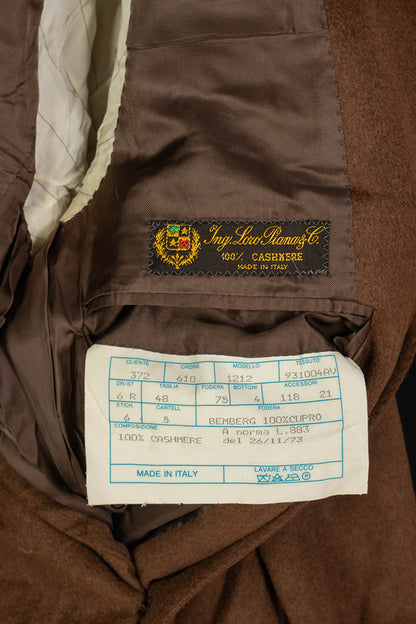 Ing. Loro Piana & C.
100% CASHMERE
MADE IN ITALY
CLIENTE ORDINE MODELLO TESSUTO
372 610 1212 931004AV
DR/ST TAGLIA FODERA BOTTONI ACCESSORI
6 R 48 75 4 118 21
ETICH. CARTELL FODERA
6 5 BEMBERG 100%CUPRO
COMPOSIZIONE A norma L.883
100% CASHMERE del 26/11/73
MADE IN ITALY
LAVARE A SECCO